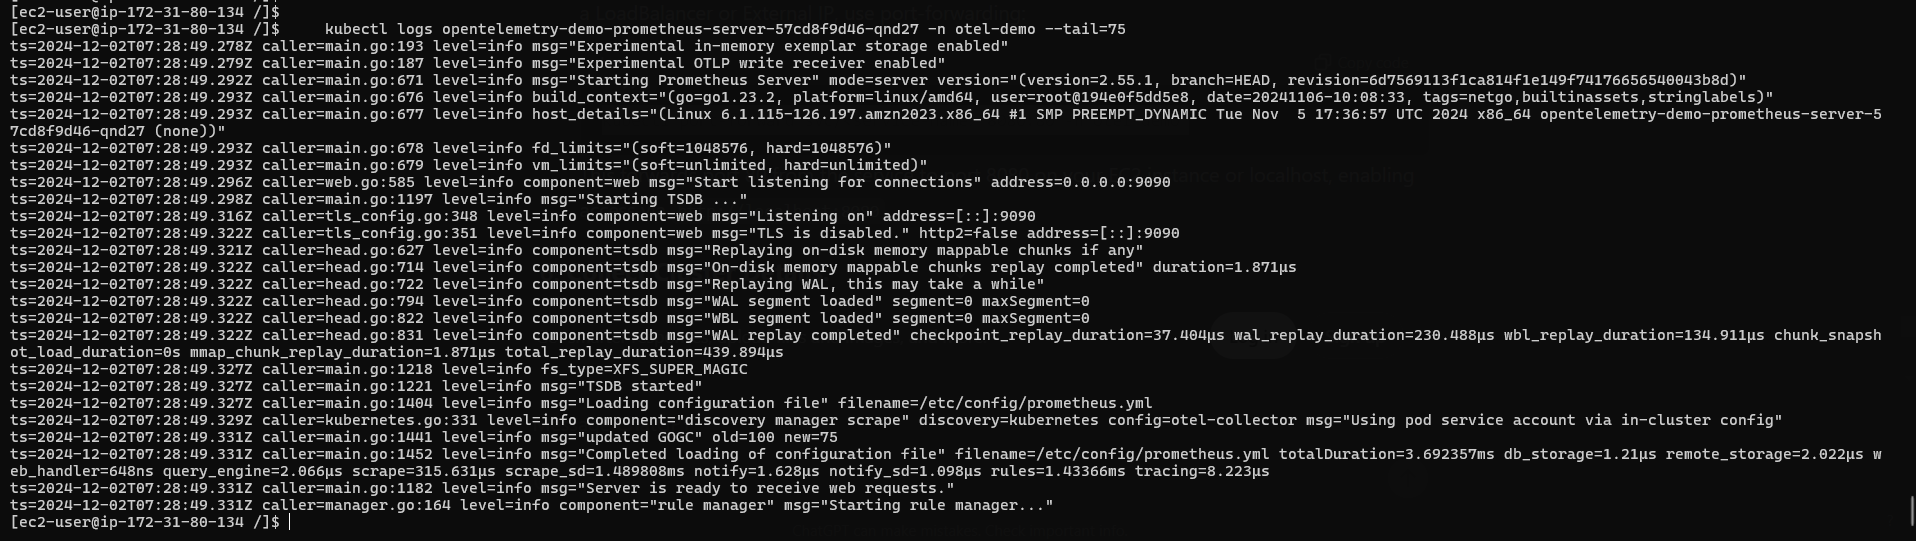 [ec2-user@ip-172-31-80-134 /]$
[ec2-user@ip-172-31-80-134 /]$     kubectl logs opentelemetry-demo-prometheus-server-57cd8f9d46-qnd27 -n otel-demo --tail=75
ts=2024-12-02T07:28:49.278Z caller=main.go:193 level=info msg="Experimental in-memory exemplar storage enabled"
ts=2024-12-02T07:28:49.279Z caller=main.go:187 level=info msg="Experimental OTLP write receiver enabled"
ts=2024-12-02T07:28:49.292Z caller=main.go:671 level=info msg="Starting Prometheus Server" mode=server version="(version=2.55.1, branch=HEAD, revision=6d7569113f1ca814f1e149f74176656540043b8d)"
ts=2024-12-02T07:28:49.293Z caller=main.go:676 level=info build_context="(go=go1.23.2, platform=linux/amd64, user=root@194e0f5dd5e8, date=20241106-10:08:33, tags=netgo,builtinassets,stringlabels)"
ts=2024-12-02T07:28:49.293Z caller=main.go:677 level=info host_details="(Linux 6.1.115-126.197.amzn2023.x86_64 #1 SMP PREEMPT_DYNAMIC Tue Nov  5 17:36:57 UTC 2024 x86_64 opentelemetry-demo-prometheus-server-5
7cd8f9d46-qnd27 (none))"
ts=2024-12-02T07:28:49.293Z caller=main.go:678 level=info fd_limits="(soft=1048576, hard=1048576)"
ts=2024-12-02T07:28:49.293Z caller=main.go:679 level=info vm_limits="(soft=unlimited, hard=unlimited)"
ts=2024-12-02T07:28:49.296Z caller=web.go:585 level=info component=web msg="Start listening for connections" address=0.0.0.0:9090
ts=2024-12-02T07:28:49.298Z caller=main.go:1197 level=info msg="Starting TSDB ..."
ts=2024-12-02T07:28:49.316Z caller=tls_config.go:348 level=info component=web msg="Listening on" address=[::]:9090
ts=2024-12-02T07:28:49.322Z caller=tls_config.go:351 level=info component=web msg="TLS is disabled." http2=false address=[::]:9090
ts=2024-12-02T07:28:49.321Z caller=head.go:627 level=info component=tsdb msg="Replaying on-disk memory mappable chunks if any"
ts=2024-12-02T07:28:49.322Z caller=head.go:714 level=info component=tsdb msg="On-disk memory mappable chunks replay completed" duration=1.871µs
ts=2024-12-02T07:28:49.322Z caller=head.go:722 level=info component=tsdb msg="Replaying WAL, this may take a while"
ts=2024-12-02T07:28:49.322Z caller=head.go:794 level=info component=tsdb msg="WAL segment loaded" segment=0 maxSegment=0
ts=2024-12-02T07:28:49.322Z caller=head.go:822 level=info component=tsdb msg="WBL segment loaded" segment=0 maxSegment=0
ts=2024-12-02T07:28:49.322Z caller=head.go:831 level=info component=tsdb msg="WAL replay completed" checkpoint_replay_duration=37.404µs wal_replay_duration=230.488µs wbl_replay_duration=134.911µs chunk_snapsh
ot_load_duration=0s mmap_chunk_replay_duration=1.871µs total_replay_duration=439.894µs
ts=2024-12-02T07:28:49.327Z caller=main.go:1218 level=info fs_type=XFS_SUPER_MAGIC
ts=2024-12-02T07:28:49.327Z caller=main.go:1221 level=info msg="TSDB started"
ts=2024-12-02T07:28:49.327Z caller=main.go:1404 level=info msg="Loading configuration file" filename=/etc/config/prometheus.yml
ts=2024-12-02T07:28:49.329Z caller=kubernetes.go:331 level=info component="discovery manager scrape" discovery=kubernetes config=otel-collector msg="Using pod service account via in-cluster config"
ts=2024-12-02T07:28:49.331Z caller=main.go:1441 level=info msg="updated GOGC" old=100 new=75
ts=2024-12-02T07:28:49.331Z caller=main.go:1452 level=info msg="Completed loading of configuration file" filename=/etc/config/prometheus.yml totalDuration=3.692357ms db_storage=1.21µs remote_storage=2.022µs w
eb_handler=648ns query_engine=2.066µs scrape=315.631µs scrape_sd=1.489808ms notify=1.628µs notify_sd=1.098µs rules=1.43366ms tracing=8.223µs
ts=2024-12-02T07:28:49.331Z caller=main.go:1182 level=info msg="Server is ready to receive web requests."
ts=2024-12-02T07:28:49.331Z caller=manager.go:164 level=info component="rule manager" msg="Starting rule manager..."
[ec2-user@ip-172-31-80-134 /]$